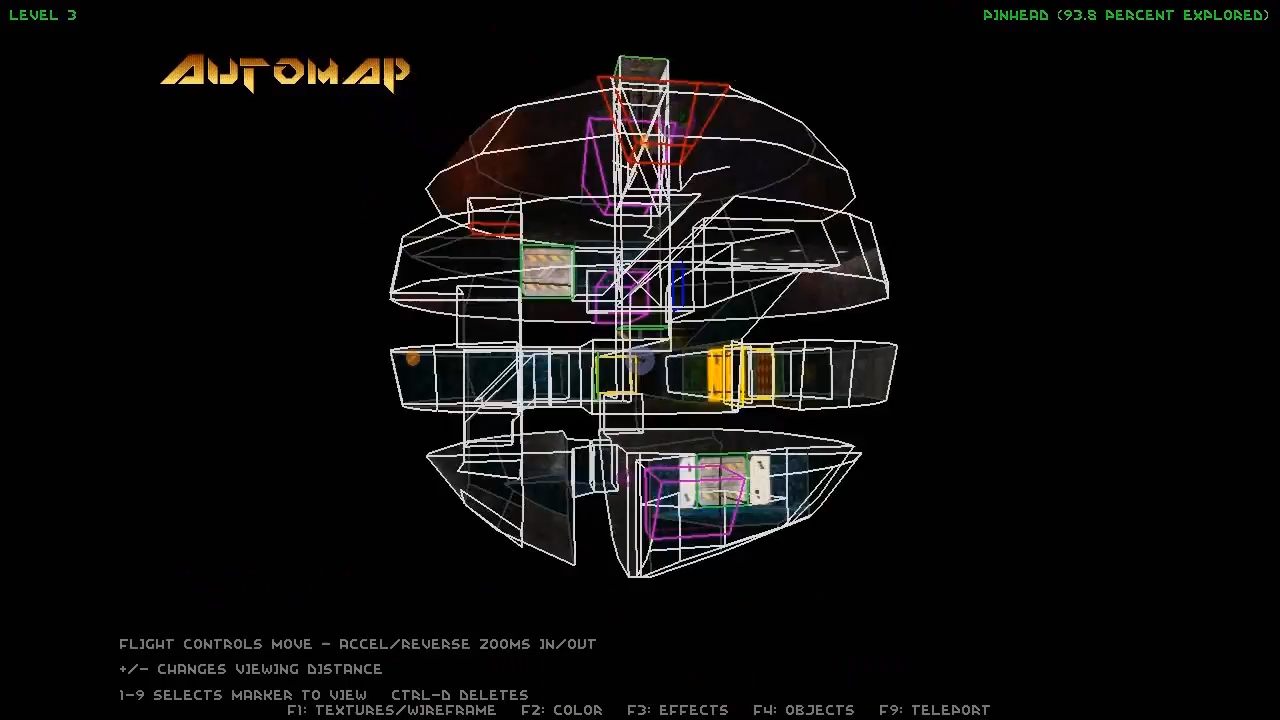 LEVEL 3
PINHEAD (93.8 PERCENT EXPLORED)
AUTOMAP
FLIGHT CONTROLS MOVE - ACCEL/REVERSE ZOOMS IN/OUT
+/- CHANGES VIEWING DISTANCE
1-9 SELECTS MARKER TO VIEW CTRL-D DELETES
F1: TEXTURES/WIREFRAME F2: COLOR F3: EFFECTS F4: OBJECTS F9: TELEPORT